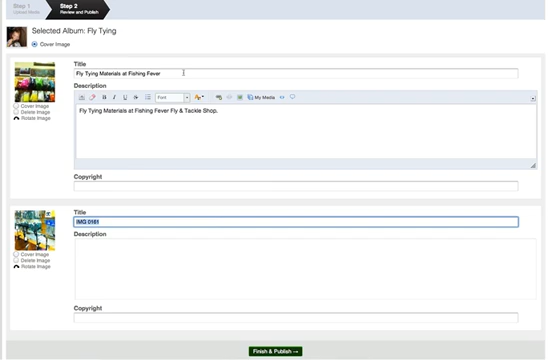 Step 1
Upload Media
Step 2
Review and Publish
Selected Album: Fly Tying
Cover Image
Title
Fly Tying Materials at Fishing Fever
Description
B I U S
Font
A
My Media
Fly Tying Materials at Fishing Fever Fly & Tackle Shop.
Cover Image
Delete Image
Rotate Image
Copyright
Title
IMG 0161
Description
Cover Image
Delete Image
Rotate Image
Copyright
Finish & Publish →